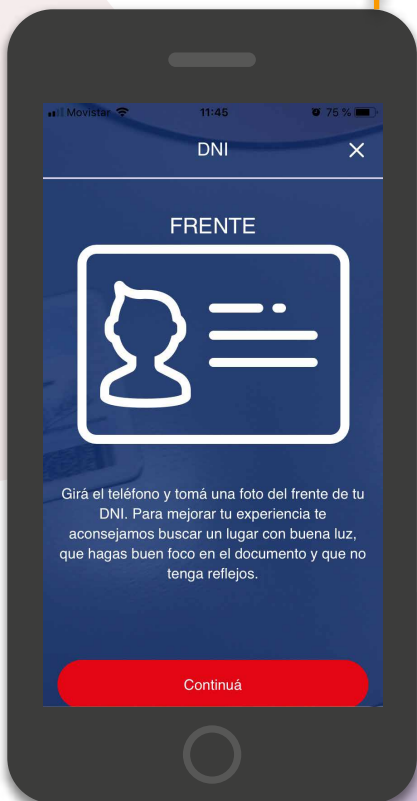 Movistar 11:45 75 %
DNI
FRENTE
Girá el teléfono y tomá una foto del frente de tu
DNI. Para mejorar tu experiencia te
aconsejamos buscar un lugar con buena luz,
que hagas buen foco en el documento y que no
tenga reflejos.
Continuá